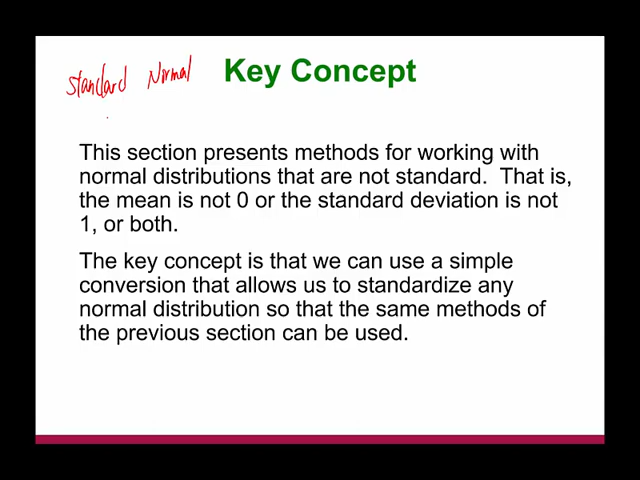 Standard Normal Key Concept
This section presents methods for working with
normal distributions that are not standard. That is,
the mean is not 0 or the standard deviation is not
1, or both.
The key concept is that we can use a simple
conversion that allows us to standardize any
normal distribution so that the same methods of
the previous section can be used.